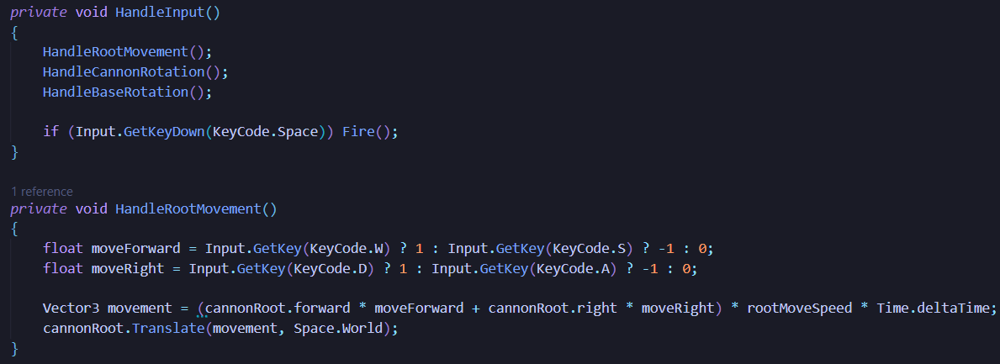 private void HandleInput()
{
    HandleRootMovement();
    HandleCannonRotation();
    HandleBaseRotation();

    if (Input.GetKeyDown(KeyCode.Space)) Fire();
}

1 reference
private void HandleRootMovement()
{
    float moveForward = Input.GetKey(KeyCode.W) ? 1 : Input.GetKey(KeyCode.S) ? -1 : 0;
    float moveRight = Input.GetKey(KeyCode.D) ? 1 : Input.GetKey(KeyCode.A) ? -1 : 0;

    Vector3 movement = (cannonRoot.forward * moveForward + cannonRoot.right * moveRight) * rootMoveSpeed * Time.deltaTime;
    cannonRoot.Translate(movement, Space.World);
}